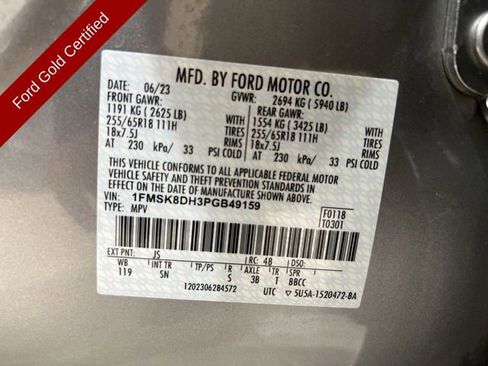 Ford Gold Certified
MFD. BY FORD MOTOR CO.
DATE: 06/23 GVWR: 2694 KG ( 5940 LB)
FRONT GAWR: REAR GAWR:
1191 KG ( 2625 LB) WITH 1554 KG ( 3425 LB) WITH
255/65R18 111H TIRES 255/65R18 111H TIRES
18x7.5J RIMS 18x7.5J RIMS
AT 230 kPa/ 33 PSI COLD AT 230 kPa/ 33 PSI COLD
THIS VEHICLE CONFORMS TO ALL APPLICABLE FEDERAL MOTOR
VEHICLE SAFETY AND THEFT PREVENTION STANDARDS IN EFFECT ON
THE DATE OF MANUFACTURE SHOWN ABOVE.
VIN: 1FMSK8DH3PGB49159
TYPE: MPV
F0118
T0301
EXT PNT: JS RC: 48 DSO:
WB INT TR TP/PS R AXLE TR SPR
119 SN S 3B T BBCC
1202306284572 UTC ▽ 5U5A-1520472-BA